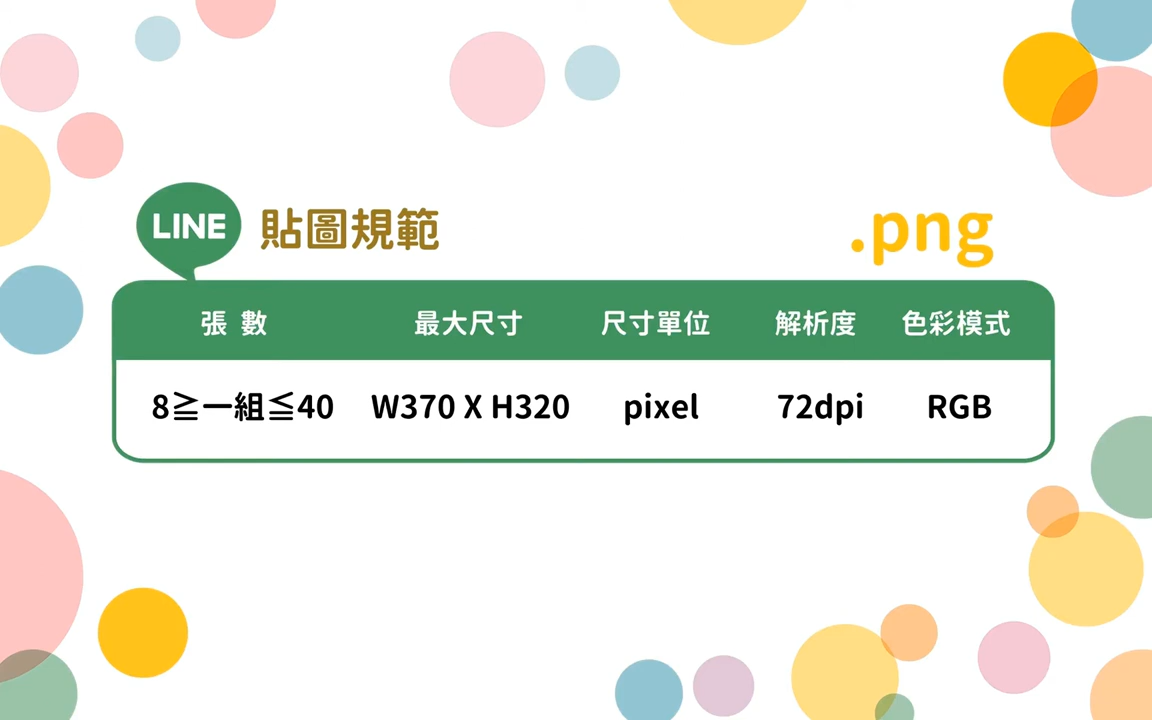 LINE 貼圖規範 .png
張 數 最大尺寸 尺寸單位 解析度 色彩模式
8≧一組≦40 W370 X H320 pixel 72dpi RGB